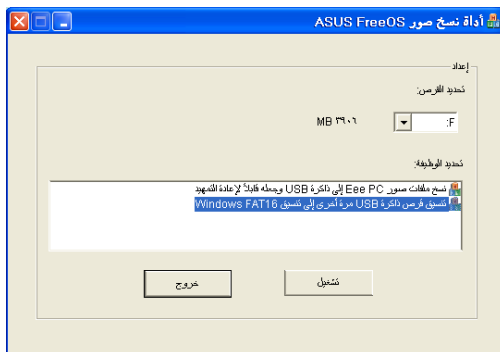 أداة نسخ صور ASUS FreeOS
إعداد
تحديد القرص:
F:
٣٩٠٦ MB
تحديد الوظيفة:
نسخ ملفات صور Eee PC إلى ذاكرة USB وجعله قابلاً لإعادة التمهيد
تنسيق قرص ذاكرة USB مرة أخرى إلى تنسيق Windows FAT16
تشغيل
خروج